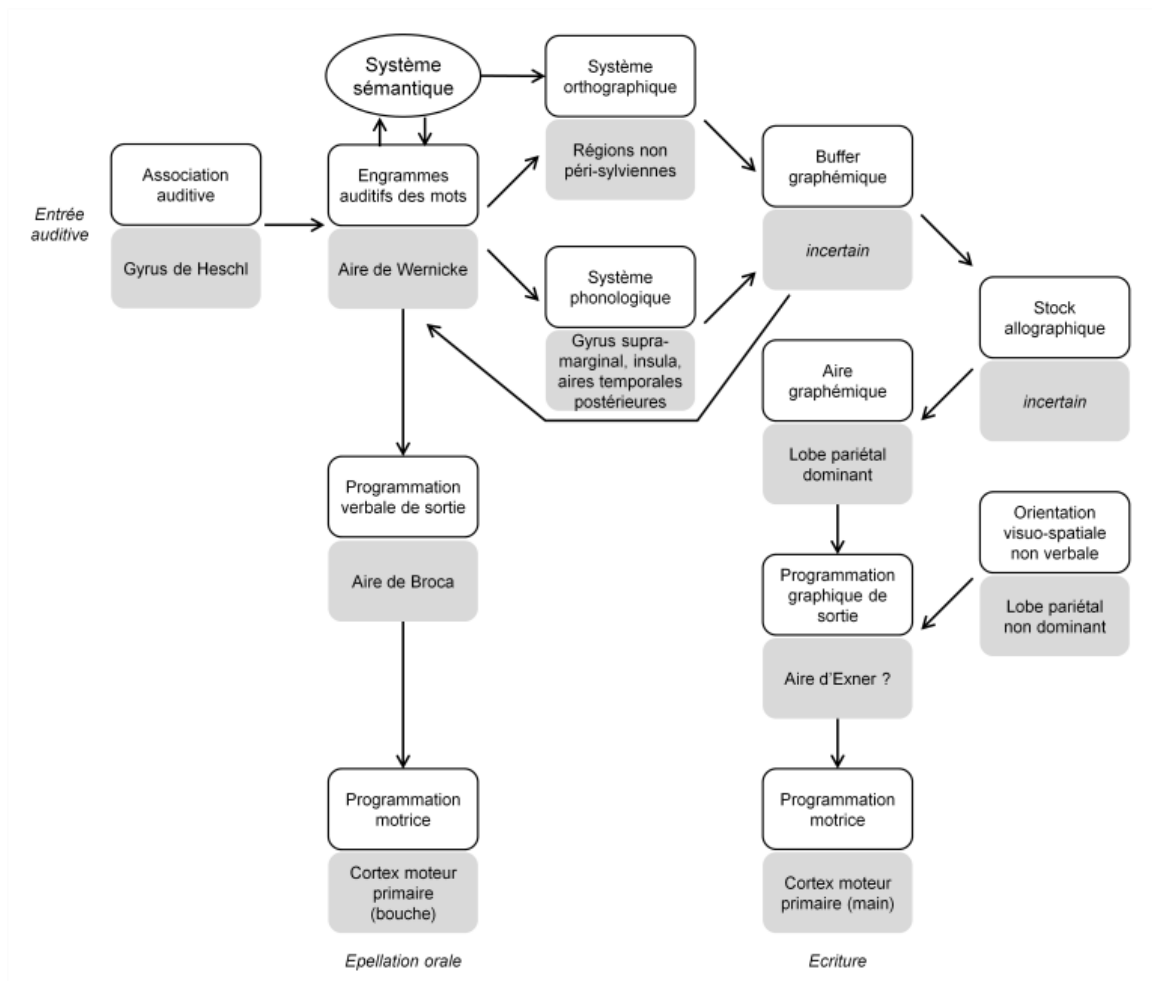 Système
sémantique
Système
orthographique
Régions non
péri-sylviennes
Association
auditive
Engrammes
auditifs des mots
Buffer
graphémique
Entrée
auditive
Gyrus de Heschl
Aire de Wernicke
incertain
Système
phonologique
Gyrus supra-
marginal, insula,
aires temporales
postérieures
Stock
allographique
incertain
Aire
graphémique
Lobe pariétal
dominant
Programmation
verbale de sortie
Aire de Broca
Orientation
visuo-spatiale
non verbale
Lobe pariétal
non dominant
Programmation
graphique de
sortie
Aire d'Exner ?
Programmation
motrice
Cortex moteur
primaire
(bouche)
Programmation
motrice
Cortex moteur
primaire (main)
Epellation orale
Ecriture